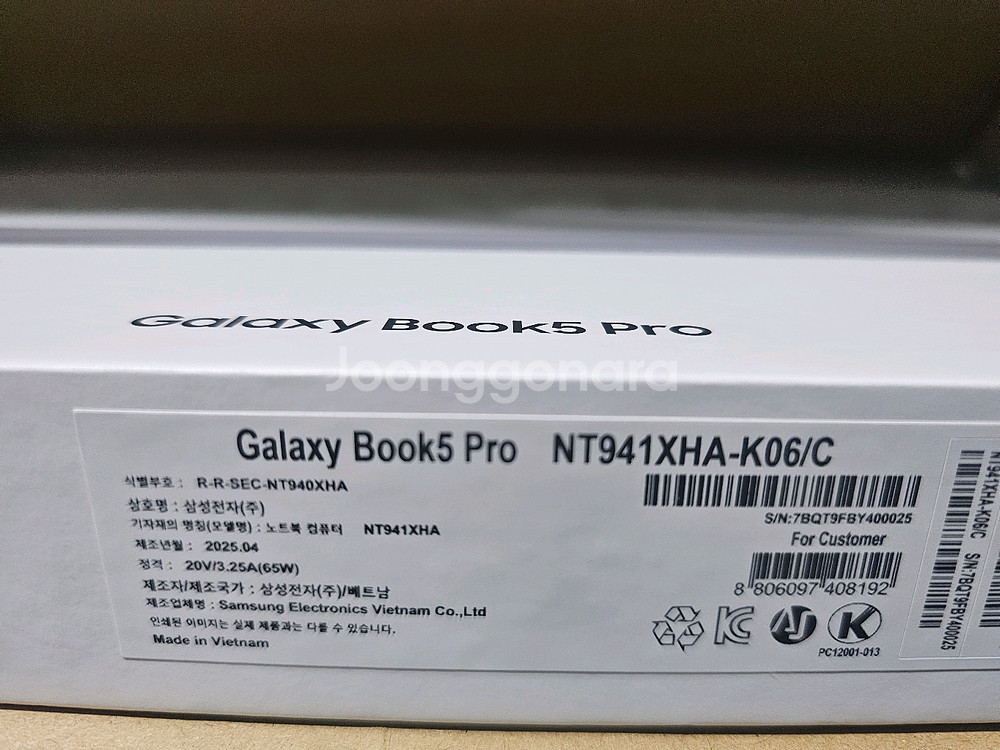 Galaxy Book5 Pro
Joonggonara
Galaxy Book5 Pro NT941XHA-K06/C
식별부호 : R-R-SEC-NT940XHA
상호명 : 삼성전자(주)
기자재의 명칭(모델명) : 노트북 컴퓨터 NT941XHA
제조년월 : 2025.04
정격 : 20V/3.25A(65W)
제조자/제조국가 : 삼성전자(주)/베트남
제조업체명 : Samsung Electronics Vietnam Co.,Ltd
인쇄된 이미지는 실제 제품과는 다를 수 있습니다.
Made in Vietnam
S/N:7BQT9FBY400025
For Customer
8 806097 408192
PC12001-013
NT941XHA-K06/C S/N:7BQT9FBY400025